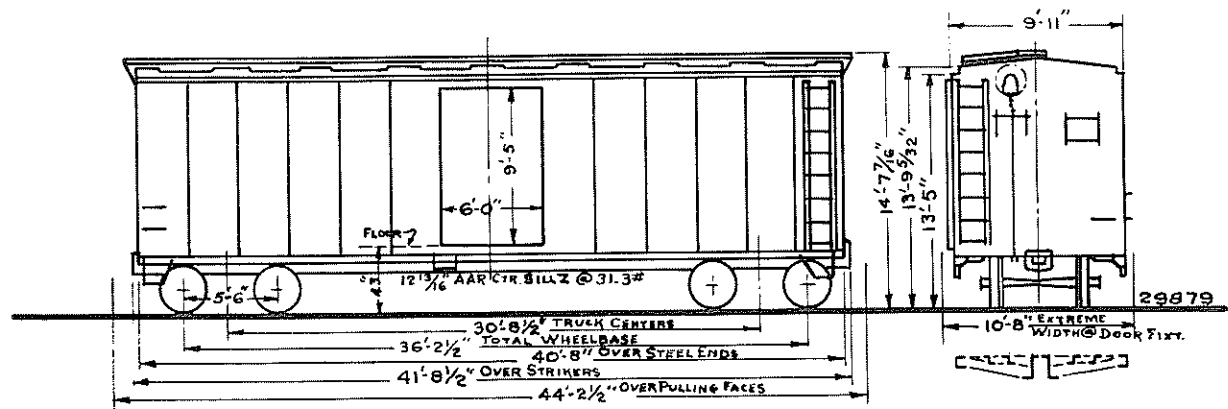 9'-11"
14'-7 7/16"
13'-9 5/32"
13'-5"
9'-5"
6'-0"
FLOOR
12 13/16" AAR CTR. SILL Z @ 31.3#
5'-6"
29879
30'-8 1/2" TRUCK CENTERS
10'-8" EXTREME
WIDTH @ DOOR FIXT.
36'-2 1/2" TOTAL WHEELBASE
40'-8" OVER STEEL ENDS
41'-8 1/2" OVER STRIKERS
44'-2 1/2" OVER PULLING FACES